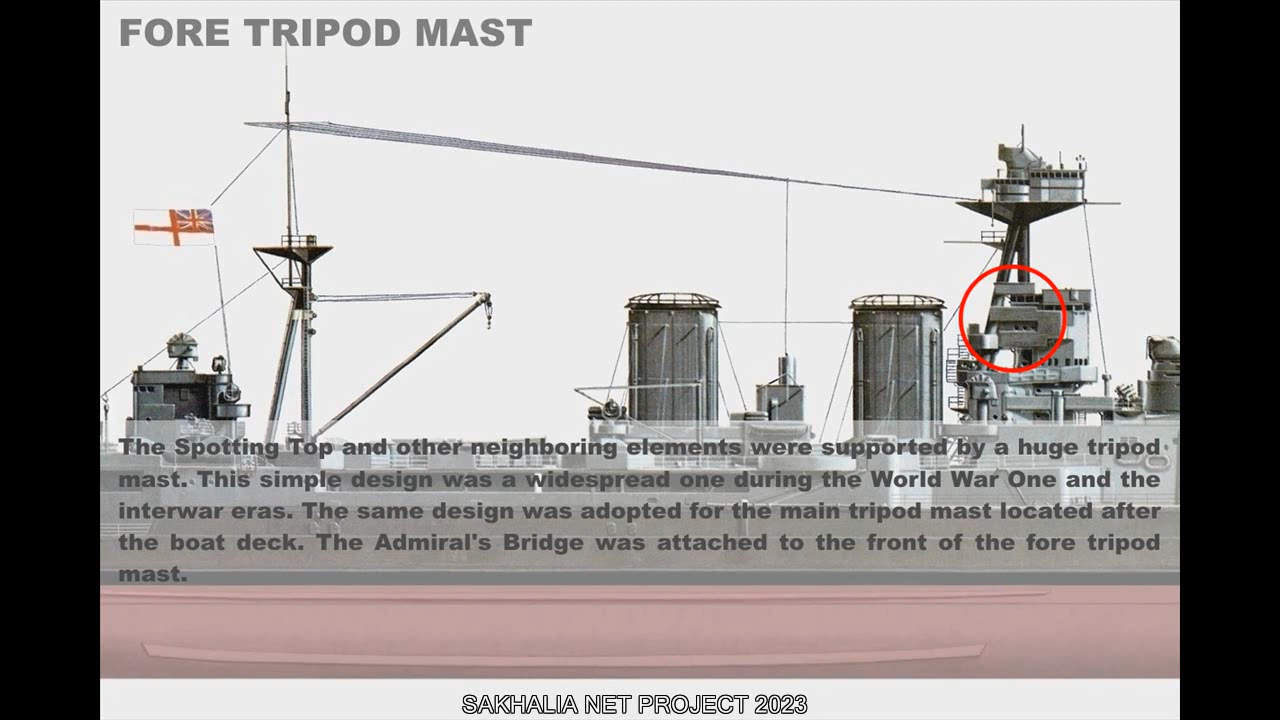 FORE TRIPOD MAST
The Spotting Top and other neighboring elements were supported by a huge tripod
mast. This simple design was a widespread one during the World War One and the
interwar eras. The same design was adopted for the main tripod mast located after
the boat deck. The Admiral's Bridge was attached to the front of the fore tripod
mast.
SAKHALIA NET PROJECT 2023